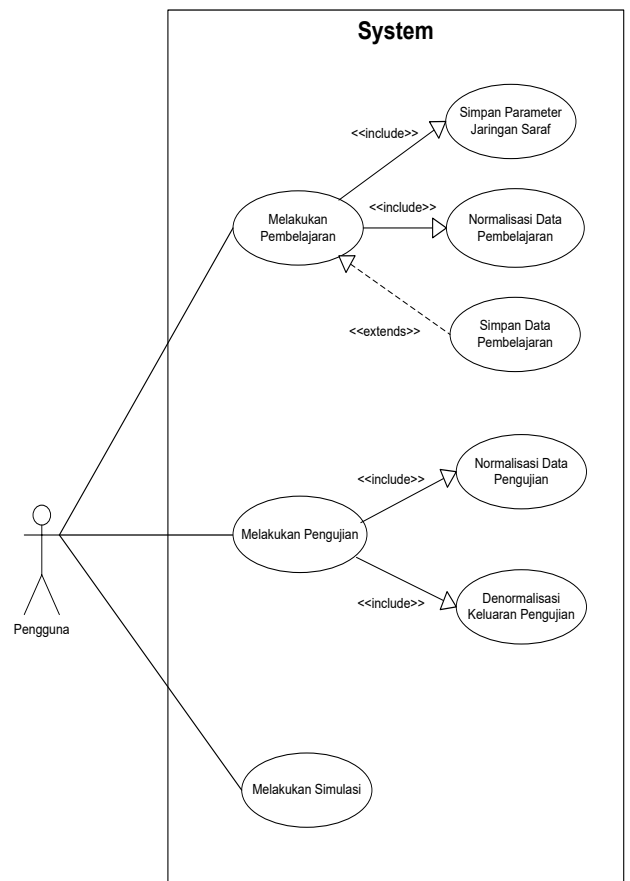 System
Simpan Parameter
Jaringan Saraf
<<include>>
Melakukan
Pembelajaran
<<include>>
Normalisasi Data
Pembelajaran
<<extends>>
Simpan Data
Pembelajaran
<<include>>
Normalisasi Data
Pengujian
Melakukan Pengujian
<<include>>
Denormalisasi
Keluaran Pengujian
Pengguna
Melakukan Simulasi